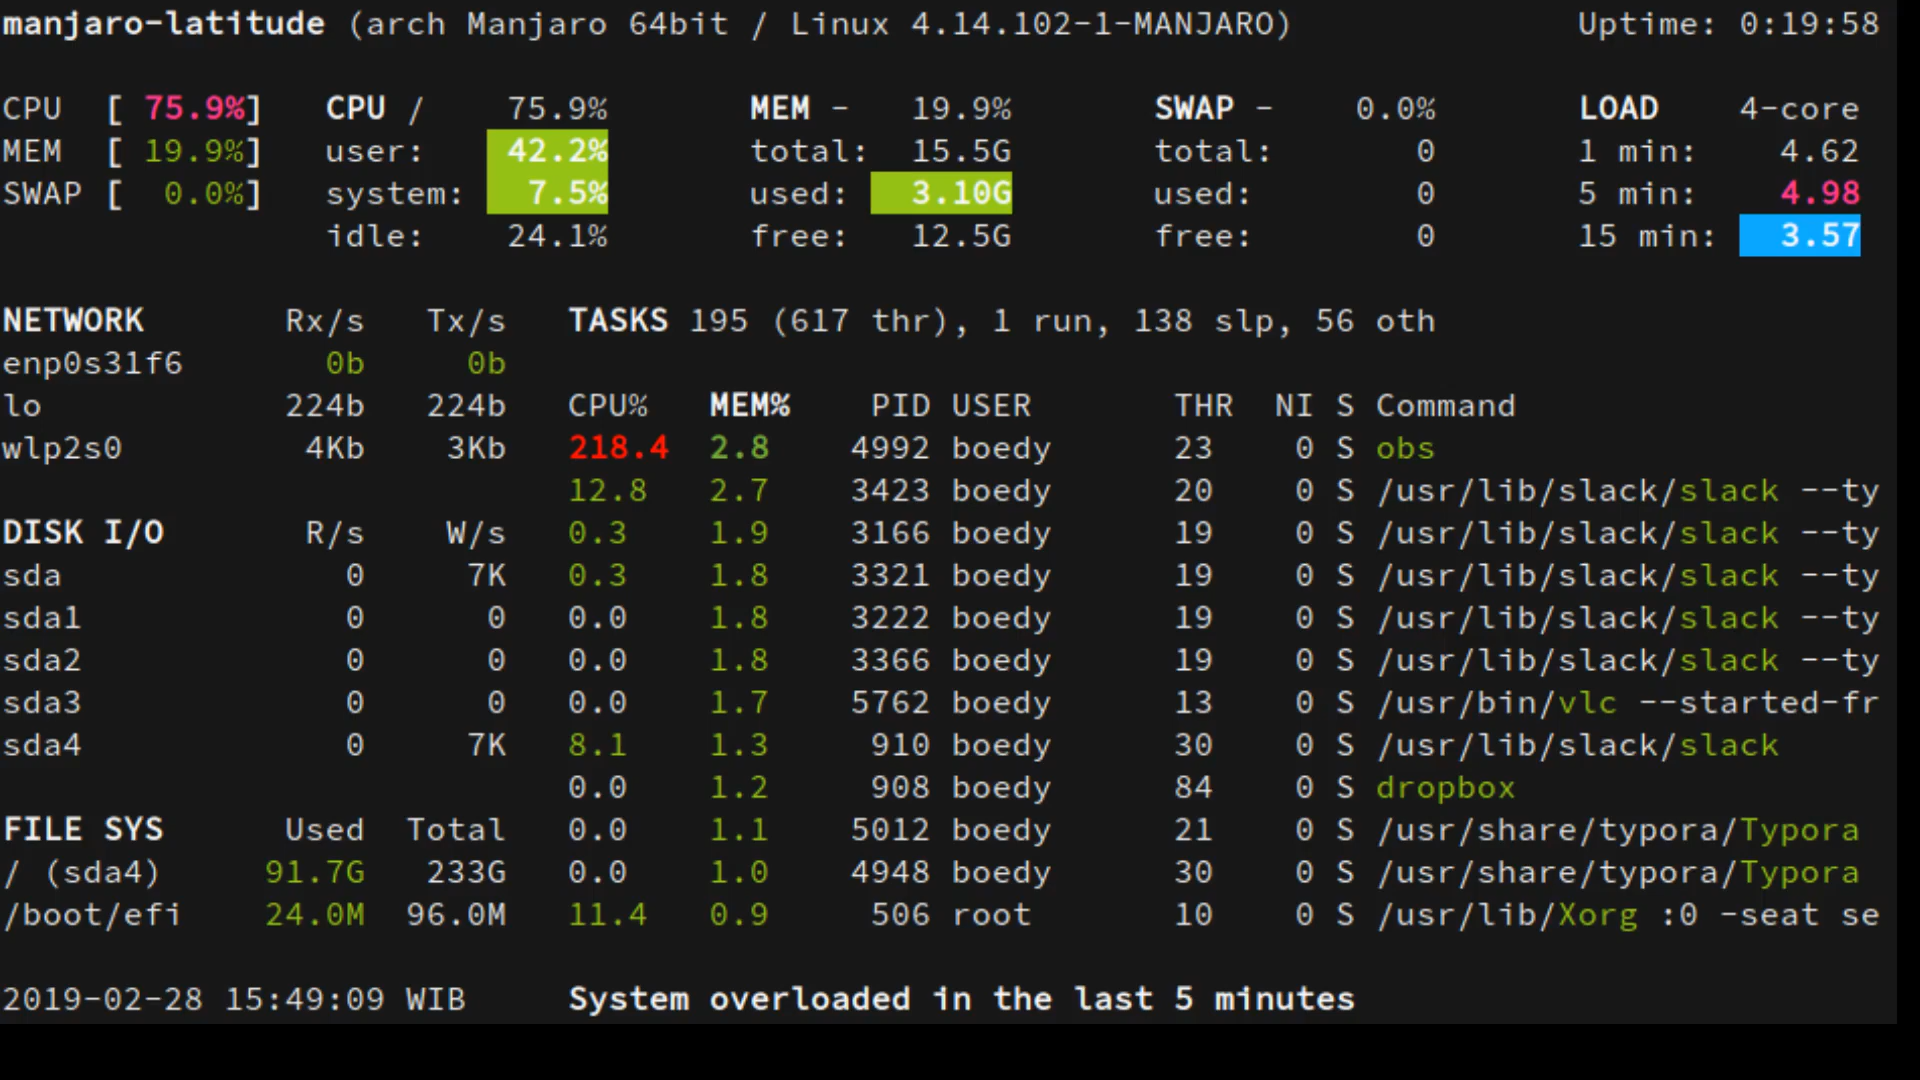 manjaro-latitude (arch Manjaro 64bit / Linux 4.14.102-1-MANJARO) Uptime: 0:19:58
CPU [ 75.9%] CPU / 75.9% MEM - 19.9% SWAP - 0.0% LOAD 4-core
MEM [ 19.9%] user: 42.2% total: 15.5G total: 0 1 min: 4.62
SWAP [ 0.0%] system: 7.5% used: 3.10G used: 0 5 min: 4.98
idle: 24.1% free: 12.5G free: 0 15 min: 3.57
NETWORK Rx/s Tx/s TASKS 195 (617 thr), 1 run, 138 slp, 56 oth
enp0s31f6 0b 0b
lo 224b 224b CPU% MEM% PID USER THR NI S Command
wlp2s0 4Kb 3Kb 218.4 2.8 4992 boedy 23 0 S obs
12.8 2.7 3423 boedy 20 0 S /usr/lib/slack/slack --ty
DISK I/O R/s W/s 0.3 1.9 3166 boedy 19 0 S /usr/lib/slack/slack --ty
sda 0 7K 0.3 1.8 3321 boedy 19 0 S /usr/lib/slack/slack --ty
sda1 0 0 0.0 1.8 3222 boedy 19 0 S /usr/lib/slack/slack --ty
sda2 0 0 0.0 1.8 3366 boedy 19 0 S /usr/lib/slack/slack --ty
sda3 0 0 0.0 1.7 5762 boedy 13 0 S /usr/bin/vlc --started-fr
sda4 0 7K 8.1 1.3 910 boedy 30 0 S /usr/lib/slack/slack
0.0 1.2 908 boedy 84 0 S dropbox
FILE SYS Used Total 0.0 1.1 5012 boedy 21 0 S /usr/share/typora/Typora
/ (sda4) 91.7G 233G 0.0 1.0 4948 boedy 30 0 S /usr/share/typora/Typora
/boot/efi 24.0M 96.0M 11.4 0.9 506 root 10 0 S /usr/lib/Xorg :0 -seat se
2019-02-28 15:49:09 WIB System overloaded in the last 5 minutes